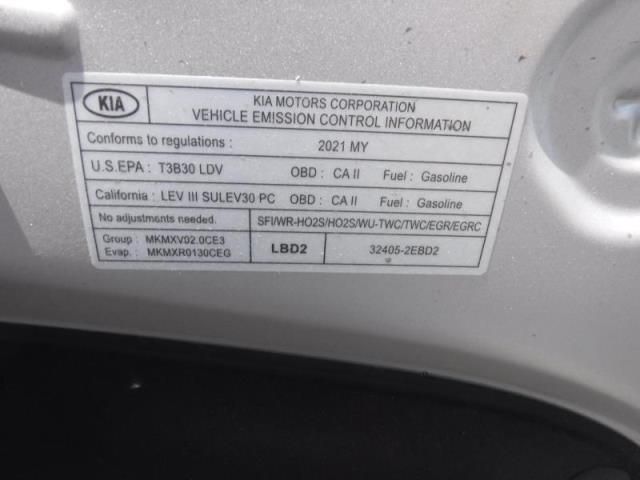 KIA
KIA MOTORS CORPORATION
VEHICLE EMISSION CONTROL INFORMATION
Conforms to regulations : 2021 MY
U.S.EPA : T3B30 LDV OBD : CA II Fuel : Gasoline
California : LEV III SULEV30 PC OBD : CA II Fuel : Gasoline
No adjustments needed. SFI/WR-HO2S/HO2S/WU-TWC/TWC/EGR/EGRC
Group : MKMXV02.0CE3
Evap. : MKMXR0130CEG
LBD2
32405-2EBD2